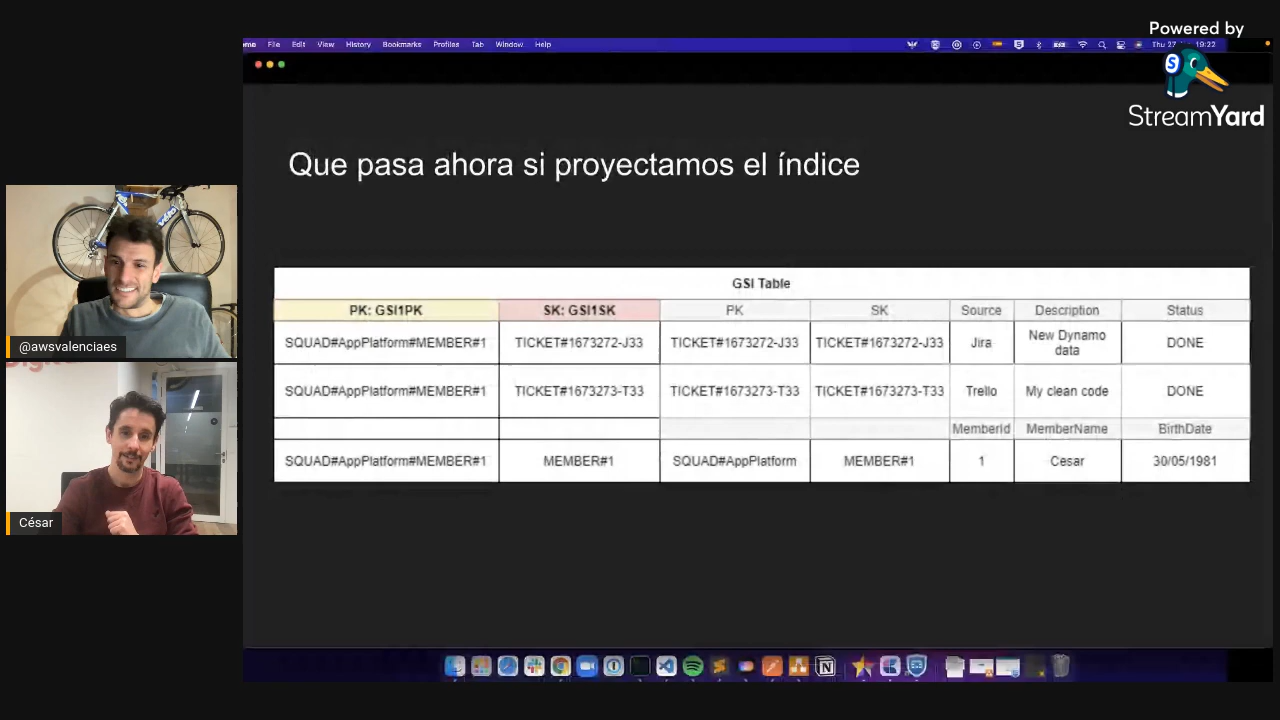 Powered by
StreamYard
File Edit View History Bookmarks Profiles Tab Window Help
19:22
Que pasa ahora si proyectamos el índice
GSI Table
PK: GSI1PK SK: GSI1SK PK SK Source Description Status
SQUAD#AppPlatform#MEMBER#1 TICKET#1673272-J33 TICKET#1673272-J33 TICKET#1673272-J33 Jira New Dynamo data DONE
SQUAD#AppPlatform#MEMBER#1 TICKET#1673273-T33 TICKET#1673273-T33 TICKET#1673273-T33 Trello My clean code DONE
MemberId MemberName BirthDate
SQUAD#AppPlatform#MEMBER#1 MEMBER#1 SQUAD#AppPlatform MEMBER#1 1 Cesar 30/05/1981
@awsvalenciaes
César